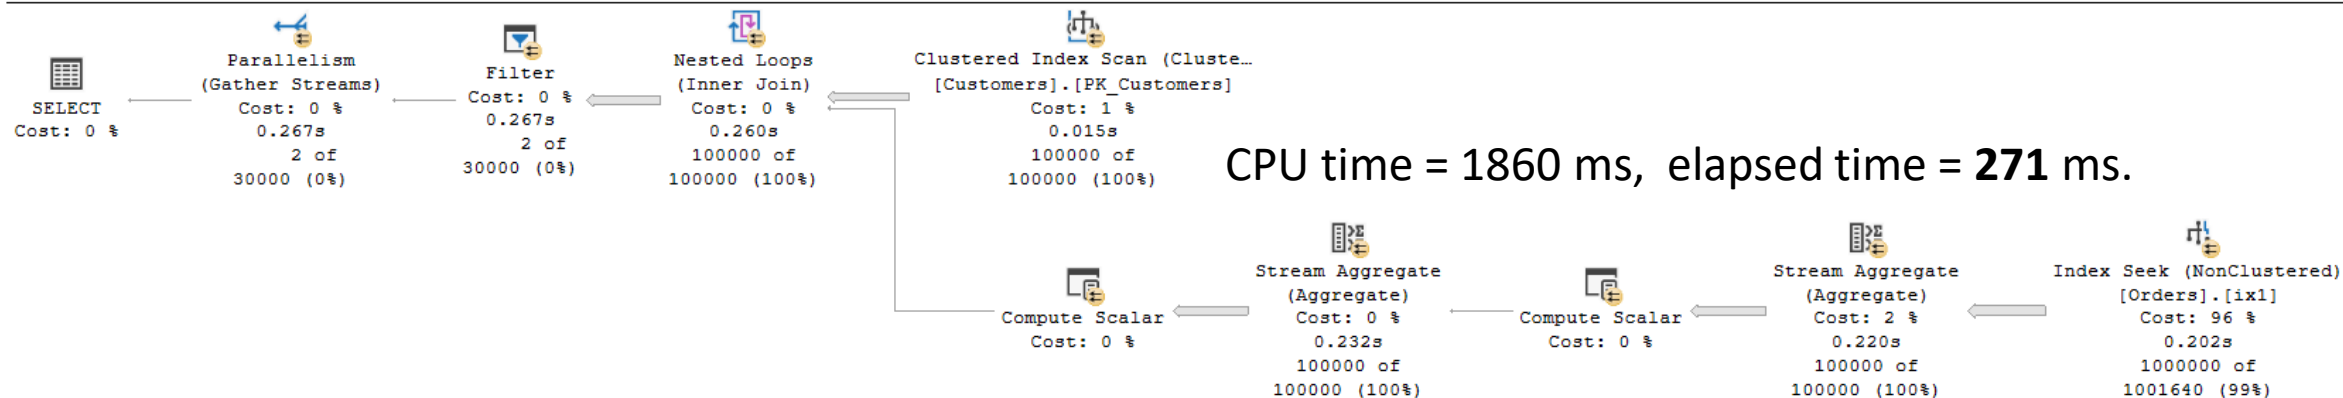 SELECT
Cost: 0 %
Parallelism
(Gather Streams)
Cost: 0 %
0.267s
2 of
30000 (0%)
Filter
Cost: 0 %
0.267s
2 of
30000 (0%)
Nested Loops
(Inner Join)
Cost: 0 %
0.260s
100000 of
100000 (100%)
Clustered Index Scan (Cluste…
[Customers].[PK_Customers]
Cost: 1 %
0.015s
100000 of
100000 (100%)
CPU time = 1860 ms, elapsed time = 271 ms.
Compute Scalar
Cost: 0 %
Stream Aggregate
(Aggregate)
Cost: 0 %
0.232s
100000 of
100000 (100%)
Compute Scalar
Cost: 0 %
Stream Aggregate
(Aggregate)
Cost: 2 %
0.220s
100000 of
100000 (100%)
Index Seek (NonClustered)
[Orders].[ix1]
Cost: 96 %
0.202s
1000000 of
1001640 (99%)